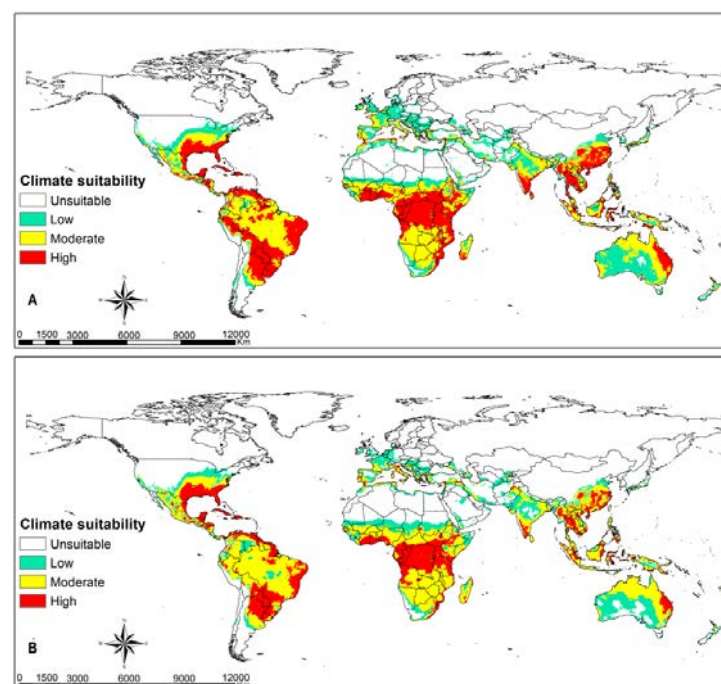 Climate suitability
Unsuitable
Low
Moderate
High
A
N
W
E
S
0 1500 3000 6000 9000 12000
Km
Climate suitability
Unsuitable
Low
Moderate
High
B
N
W
E
S
0 1500 3000 6000 9000 12000